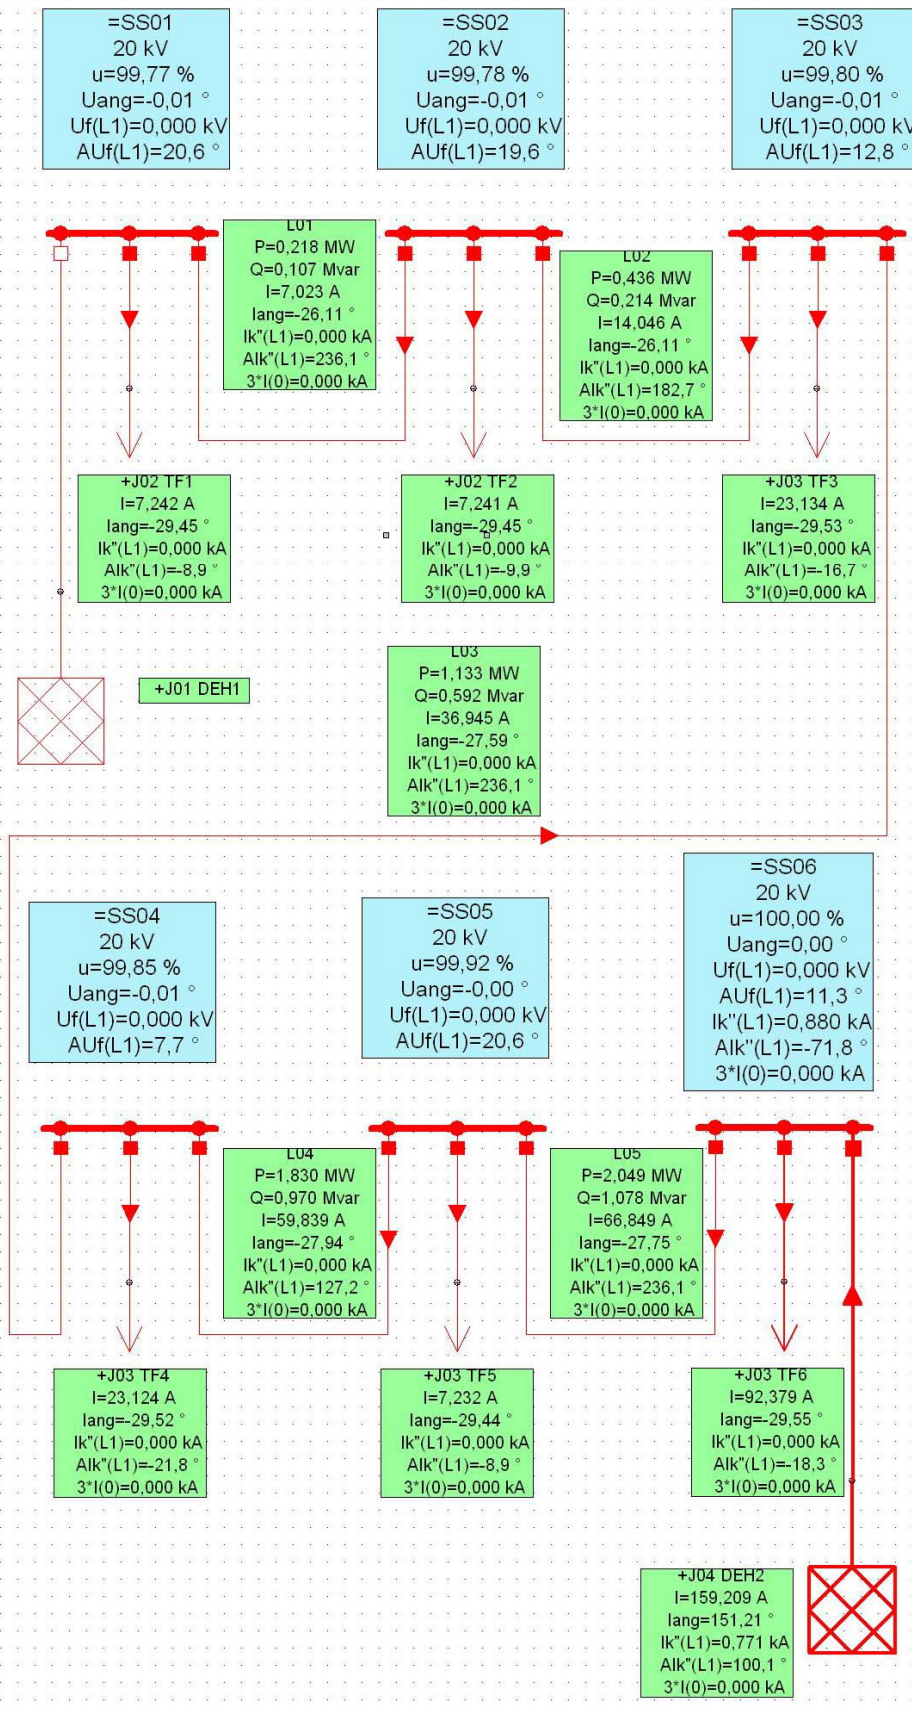 =SS01
20 kV
u=99,77 %
Uang=-0,01 °
Uf(L1)=0,000 kV
AUf(L1)=20,6 °
=SS02
20 kV
u=99,78 %
Uang=-0,01 °
Uf(L1)=0,000 kV
AUf(L1)=19,6 °
=SS03
20 kV
u=99,80 %
Uang=-0,01 °
Uf(L1)=0,000 kV
AUf(L1)=12,8 °
L01
P=0,218 MW
Q=0,107 Mvar
I=7,023 A
Iang=-26,11 °
Ik"(L1)=0,000 kA
AIk"(L1)=236,1 °
3*I(0)=0,000 kA
L02
P=0,436 MW
Q=0,214 Mvar
I=14,046 A
Iang=-26,11 °
Ik"(L1)=0,000 kA
AIk"(L1)=182,7 °
3*I(0)=0,000 kA
+J02 TF1
I=7,242 A
Iang=-29,45 °
Ik"(L1)=0,000 kA
AIk"(L1)=-8,9 °
3*I(0)=0,000 kA
+J02 TF2
I=7,241 A
Iang=-29,45 °
Ik"(L1)=0,000 kA
AIk"(L1)=-9,9 °
3*I(0)=0,000 kA
+J03 TF3
I=23,134 A
Iang=-29,53 °
Ik"(L1)=0,000 kA
AIk"(L1)=-16,7 °
3*I(0)=0,000 kA
+J01 DEH1
L03
P=1,133 MW
Q=0,592 Mvar
I=36,945 A
Iang=-27,59 °
Ik"(L1)=0,000 kA
AIk"(L1)=236,1 °
3*I(0)=0,000 kA
=SS04
20 kV
u=99,85 %
Uang=-0,01 °
Uf(L1)=0,000 kV
AUf(L1)=7,7 °
=SS05
20 kV
u=99,92 %
Uang=-0,00 °
Uf(L1)=0,000 kV
AUf(L1)=20,6 °
=SS06
20 kV
u=100,00 %
Uang=0,00 °
Uf(L1)=0,000 kV
AUf(L1)=11,3 °
Ik"(L1)=0,880 kA
AIk"(L1)=-71,8 °
3*I(0)=0,000 kA
L04
P=1,830 MW
Q=0,970 Mvar
I=59,839 A
Iang=-27,94 °
Ik"(L1)=0,000 kA
AIk"(L1)=127,2 °
3*I(0)=0,000 kA
L05
P=2,049 MW
Q=1,078 Mvar
I=66,849 A
Iang=-27,75 °
Ik"(L1)=0,000 kA
AIk"(L1)=236,1 °
3*I(0)=0,000 kA
+J03 TF4
I=23,124 A
Iang=-29,52 °
Ik"(L1)=0,000 kA
AIk"(L1)=-21,8 °
3*I(0)=0,000 kA
+J03 TF5
I=7,232 A
Iang=-29,44 °
Ik"(L1)=0,000 kA
AIk"(L1)=-8,9 °
3*I(0)=0,000 kA
+J03 TF6
I=92,379 A
Iang=-29,55 °
Ik"(L1)=0,000 kA
AIk"(L1)=-18,3 °
3*I(0)=0,000 kA
+J04 DEH2
I=159,209 A
Iang=151,21 °
Ik"(L1)=0,771 kA
AIk"(L1)=100,1 °
3*I(0)=0,000 kA